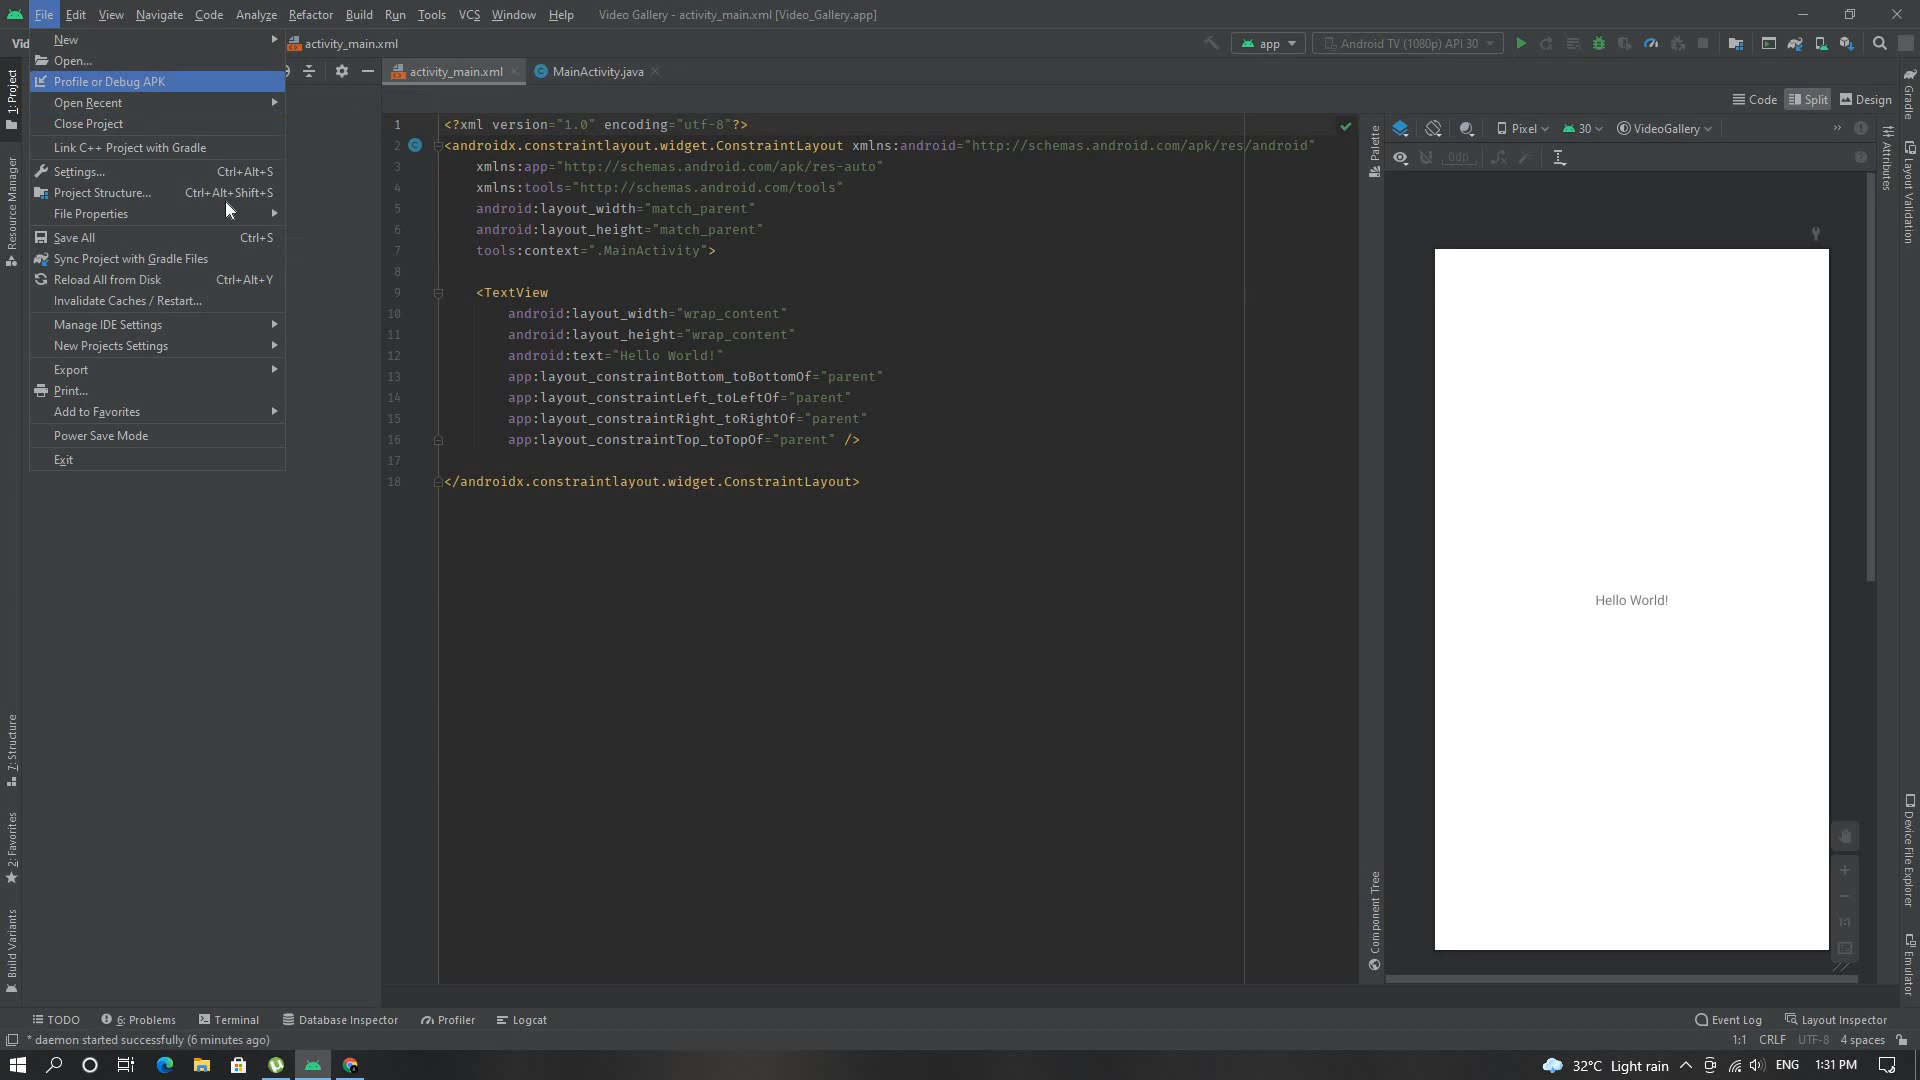 File Edit View Navigate Code Analyze Refactor Build Run Tools VCS Window Help Video Gallery - activity_main.xml [Video_Gallery.app]
Vid activity_main.xml app Android TV (1080p) API 30
New
Open...
Profile or Debug APK
Open Recent
Close Project
Link C++ Project with Gradle
Settings... Ctrl+Alt+S
Project Structure... Ctrl+Alt+Shift+S
File Properties
Save All Ctrl+S
Sync Project with Gradle Files
Reload All from Disk Ctrl+Alt+Y
Invalidate Caches / Restart...
Manage IDE Settings
New Projects Settings
Export
Print...
Add to Favorites
Power Save Mode
Exit
1: Project
Resource Manager
7: Structure
2: Favorites
Build Variants
activity_main.xml MainActivity.java
Code Split Design
1 <?xml version="1.0" encoding="utf-8"?>
2 <androidx.constraintlayout.widget.ConstraintLayout xmlns:android="http://schemas.android.com/apk/res/android"
3 xmlns:app="http://schemas.android.com/apk/res-auto"
4 xmlns:tools="http://schemas.android.com/tools"
5 android:layout_width="match_parent"
6 android:layout_height="match_parent"
7 tools:context=".MainActivity">
8
9 <TextView
10 android:layout_width="wrap_content"
11 android:layout_height="wrap_content"
12 android:text="Hello World!"
13 app:layout_constraintBottom_toBottomOf="parent"
14 app:layout_constraintLeft_toLeftOf="parent"
15 app:layout_constraintRight_toRightOf="parent"
16 app:layout_constraintTop_toTopOf="parent" />
17
18 </androidx.constraintlayout.widget.ConstraintLayout>
Palette
Component Tree
Pixel 30 VideoGallery
0dp
Hello World!
1:1
Attributes
Gradle
Layout Validation
Device File Explorer
Emulator
TODO 6: Problems Terminal Database Inspector Profiler Logcat Event Log Layout Inspector
* daemon started successfully (6 minutes ago) 1:1 CRLF UTF-8 4 spaces
32°C Light rain ENG 1:31 PM